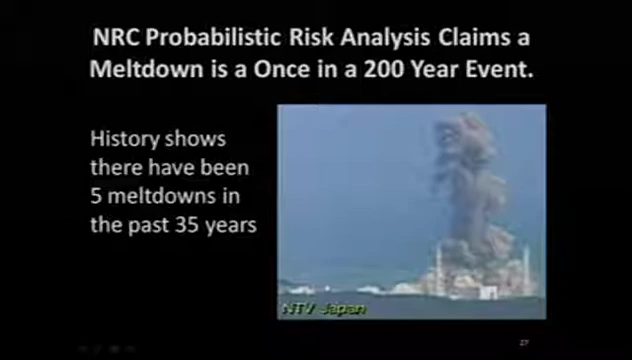 NRC Probabilistic Risk Analysis Claims a
Meltdown is a Once in a 200 Year Event.
History shows
there have been
5 meltdowns in
the past 35 years
NTV Japan
27